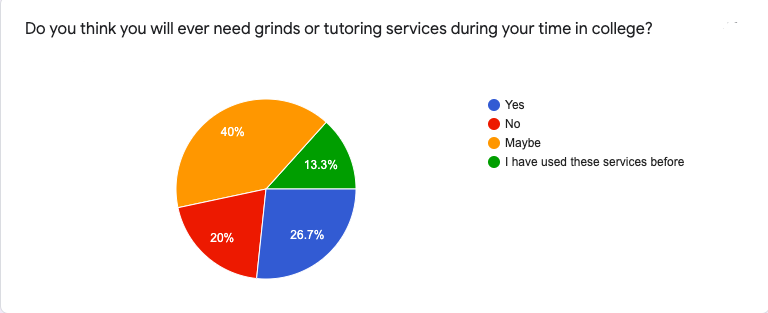 Do you think you will ever need grinds or tutoring services during your time in college?
40%
13.3%
20%
26.7%
Yes
No
Maybe
I have used these services before